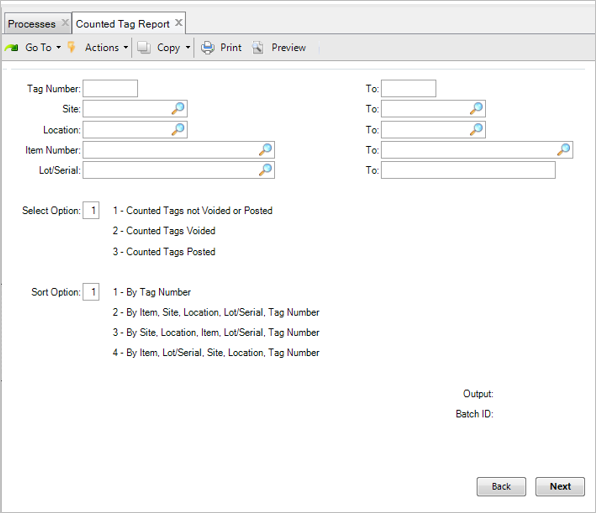 Processes Counted Tag Report
Go To Actions Copy Print Preview
Tag Number: To:
Site: To:
Location: To:
Item Number: To:
Lot/Serial: To:
Select Option: 1 1 - Counted Tags not Voided or Posted
2 - Counted Tags Voided
3 - Counted Tags Posted
Sort Option: 1 1 - By Tag Number
2 - By Item, Site, Location, Lot/Serial, Tag Number
3 - By Site, Location, Item, Lot/Serial, Tag Number
4 - By Item, Lot/Serial, Site, Location, Tag Number
Output:
Batch ID:
Back Next